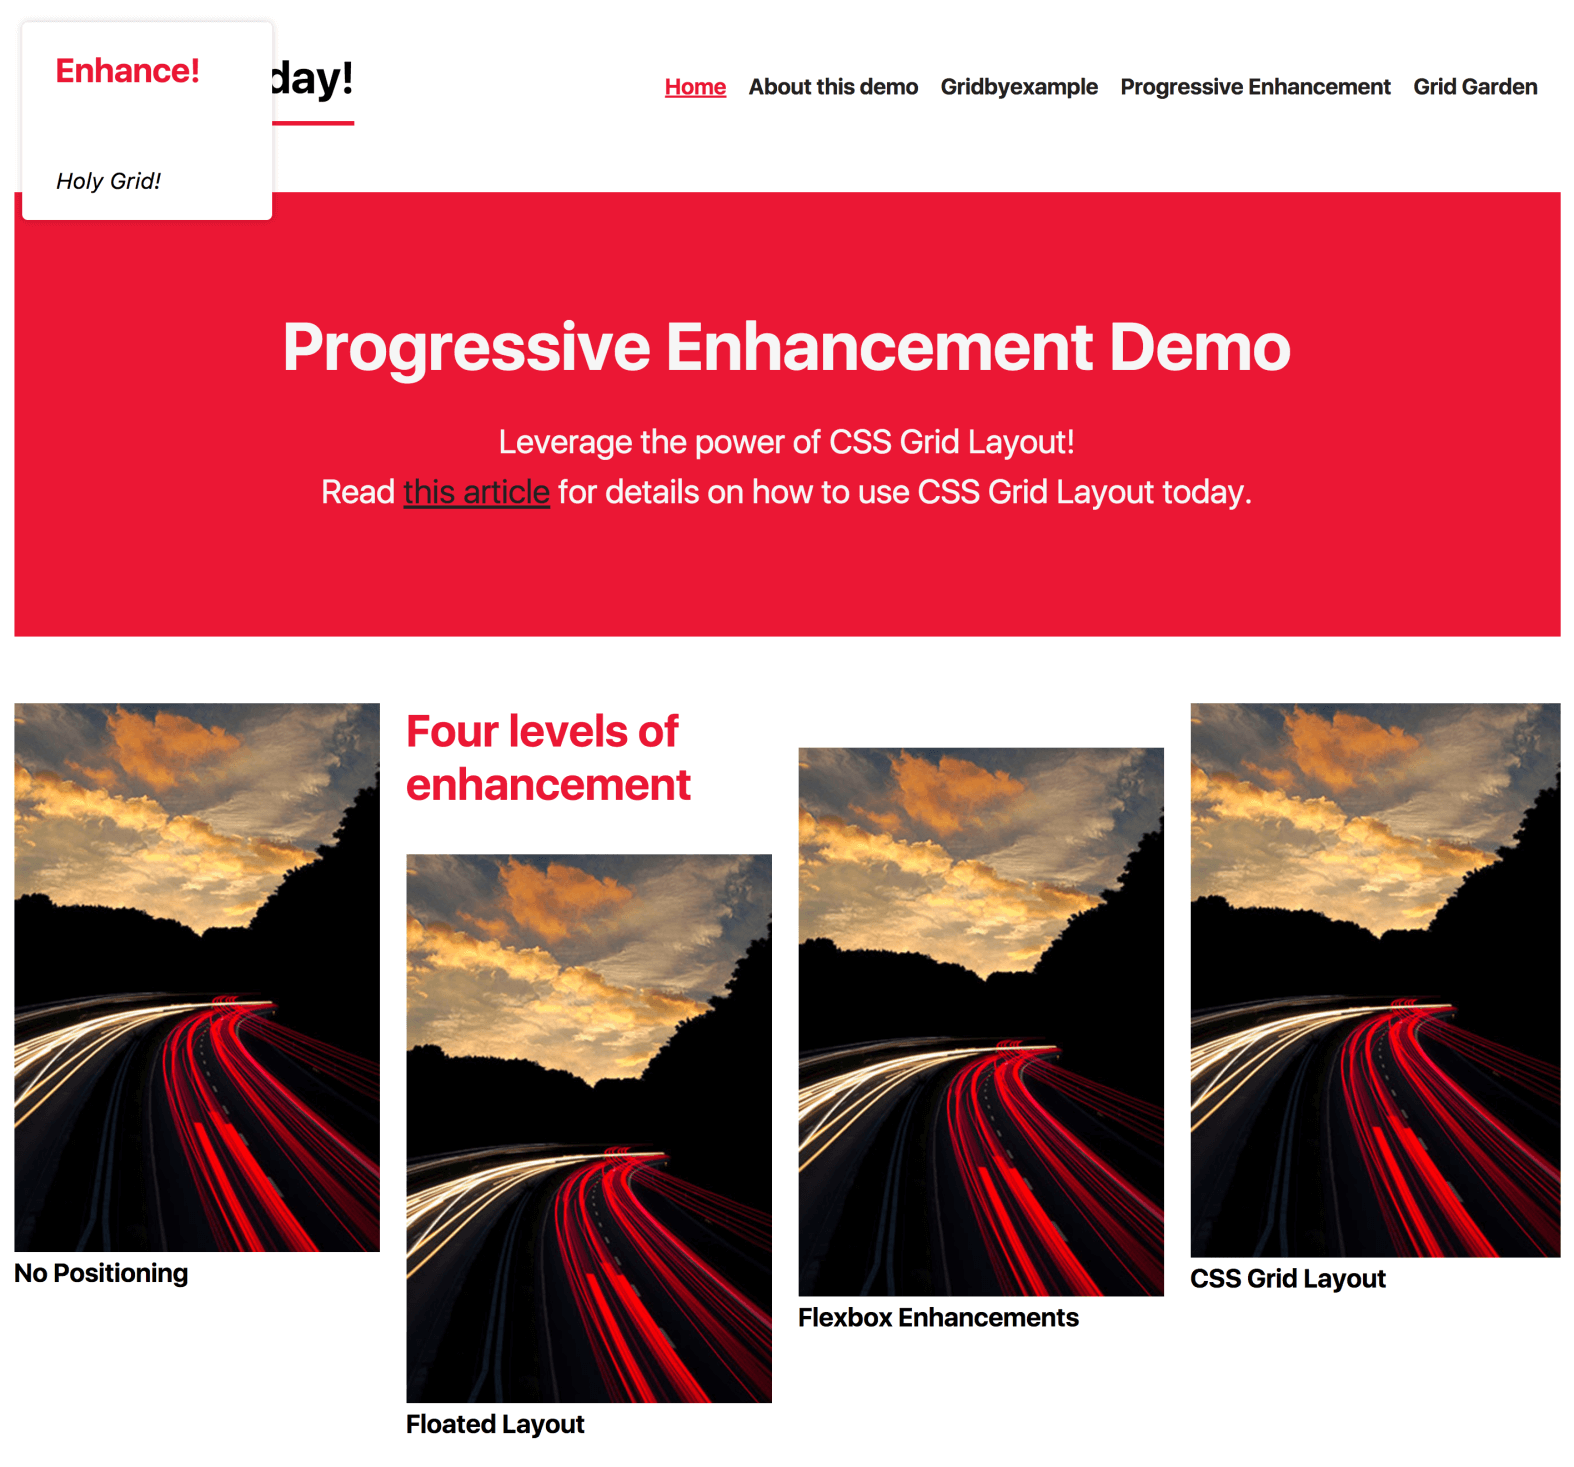 Enhance!
day!
Holy Grid!
Home About this demo Gridbyexample Progressive Enhancement Grid Garden
Progressive Enhancement Demo
Leverage the power of CSS Grid Layout!
Read this article for details on how to use CSS Grid Layout today.
Four levels of
enhancement
No Positioning
Floated Layout
Flexbox Enhancements
CSS Grid Layout